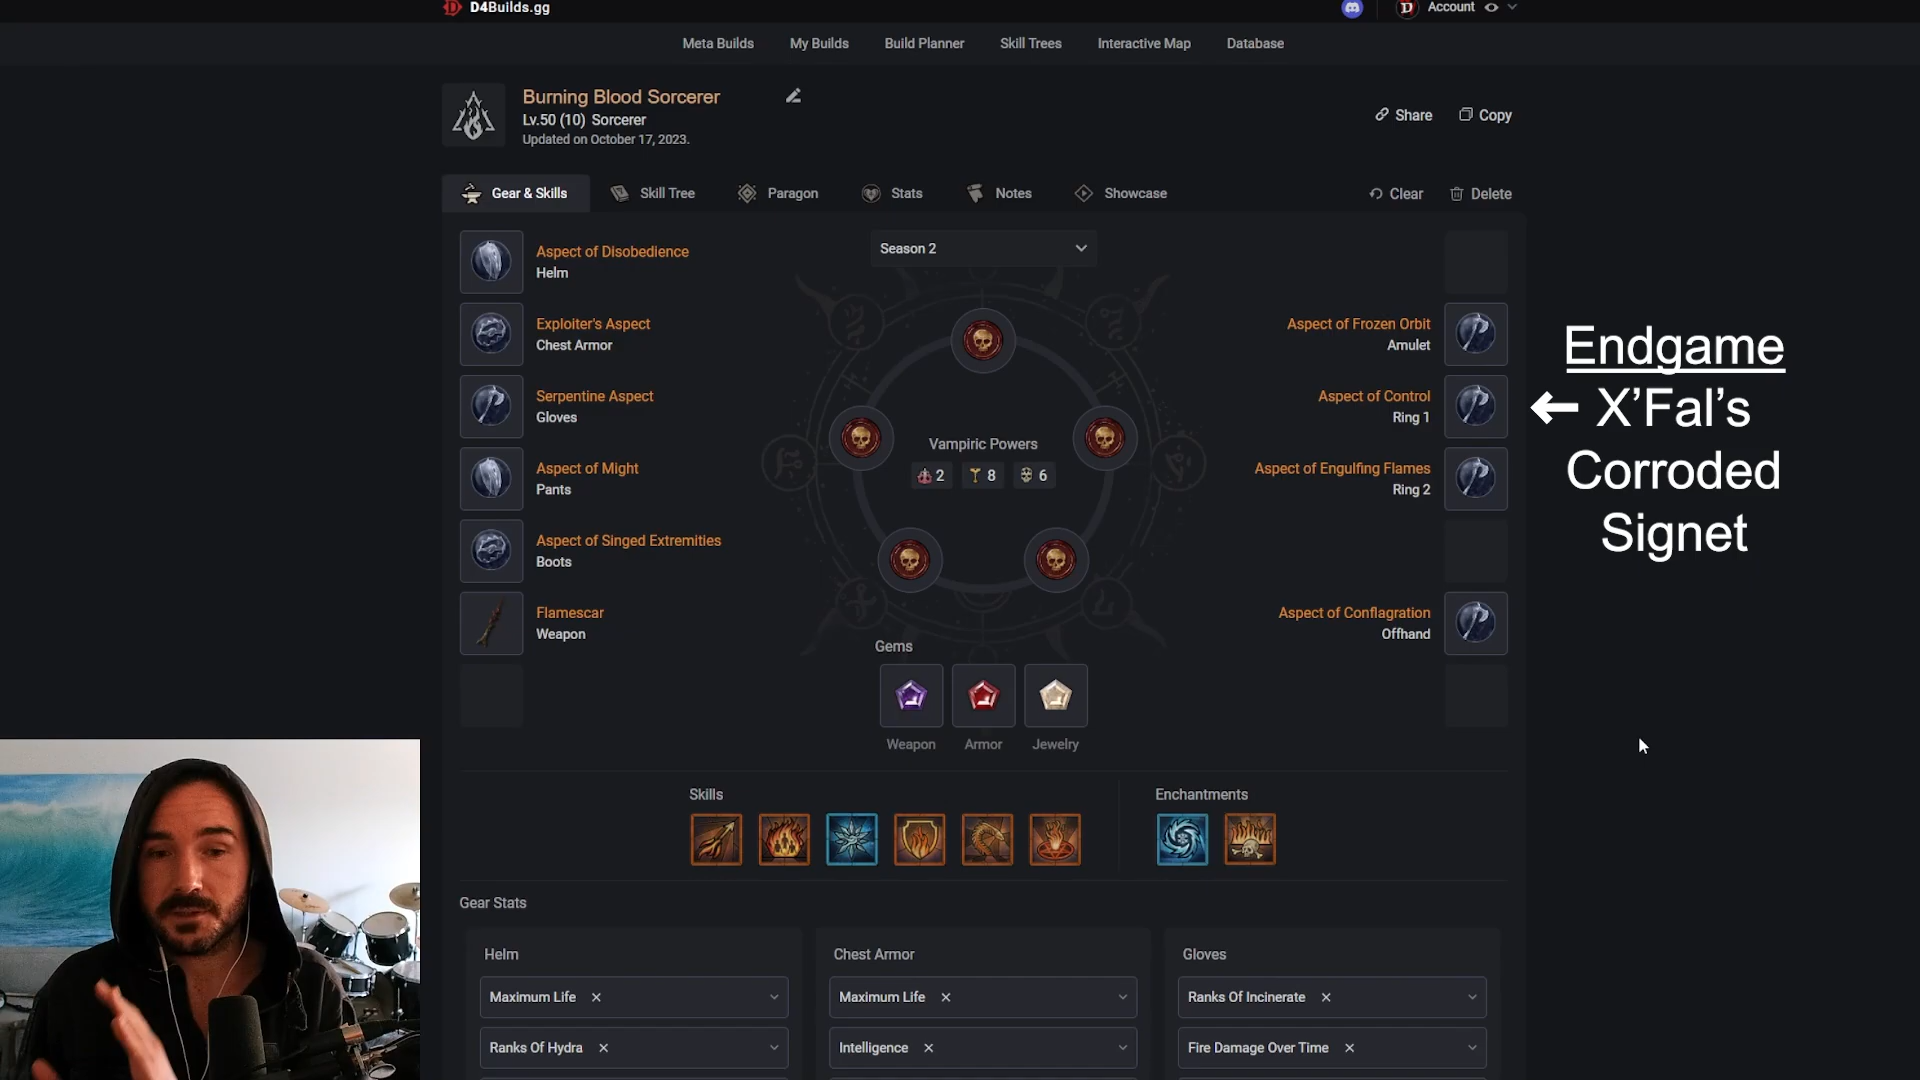 D4Builds.gg
Account
Meta Builds
My Builds
Build Planner
Skill Trees
Interactive Map
Database
Burning Blood Sorcerer
Lv.50 (10) Sorcerer
Updated on October 17, 2023.
Share
Copy
Gear & Skills
Skill Tree
Paragon
Stats
Notes
Showcase
Clear
Delete
Aspect of Disobedience
Helm
Exploiter's Aspect
Chest Armor
Serpentine Aspect
Gloves
Aspect of Might
Pants
Aspect of Singed Extremities
Boots
Flamescar
Weapon
Season 2
Vampiric Powers
2
8
6
Gems
Weapon
Armor
Jewelry
Aspect of Frozen Orbit
Amulet
Aspect of Control
Ring 1
Aspect of Engulfing Flames
Ring 2
Aspect of Conflagration
Offhand
Endgame
X'Fal's
Corroded
Signet
Skills
Enchantments
Gear Stats
Helm
Maximum Life
Ranks Of Hydra
Chest Armor
Maximum Life
Intelligence
Gloves
Ranks Of Incinerate
Fire Damage Over Time